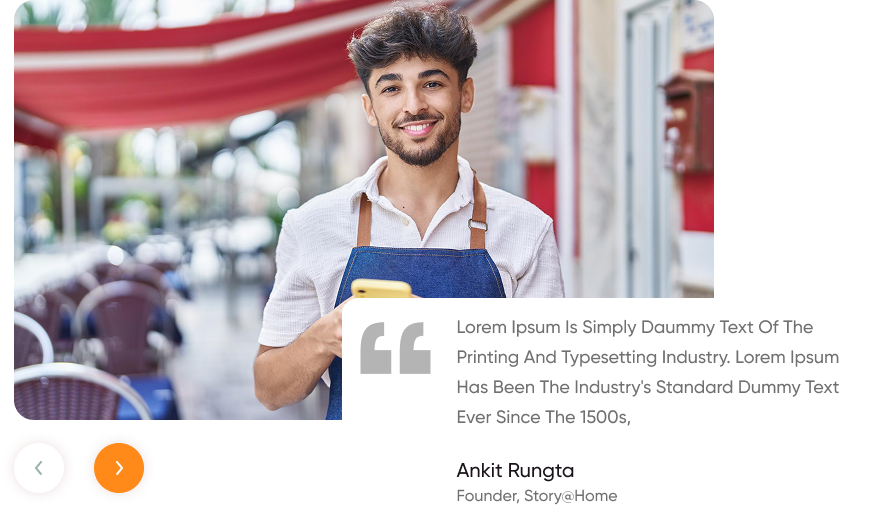 Lorem Ipsum Is Simply Daummy Text Of The
Printing And Typesetting Industry. Lorem Ipsum
Has Been The Industry's Standard Dummy Text
Ever Since The 1500s,
Ankit Rungta
Founder, Story@Home